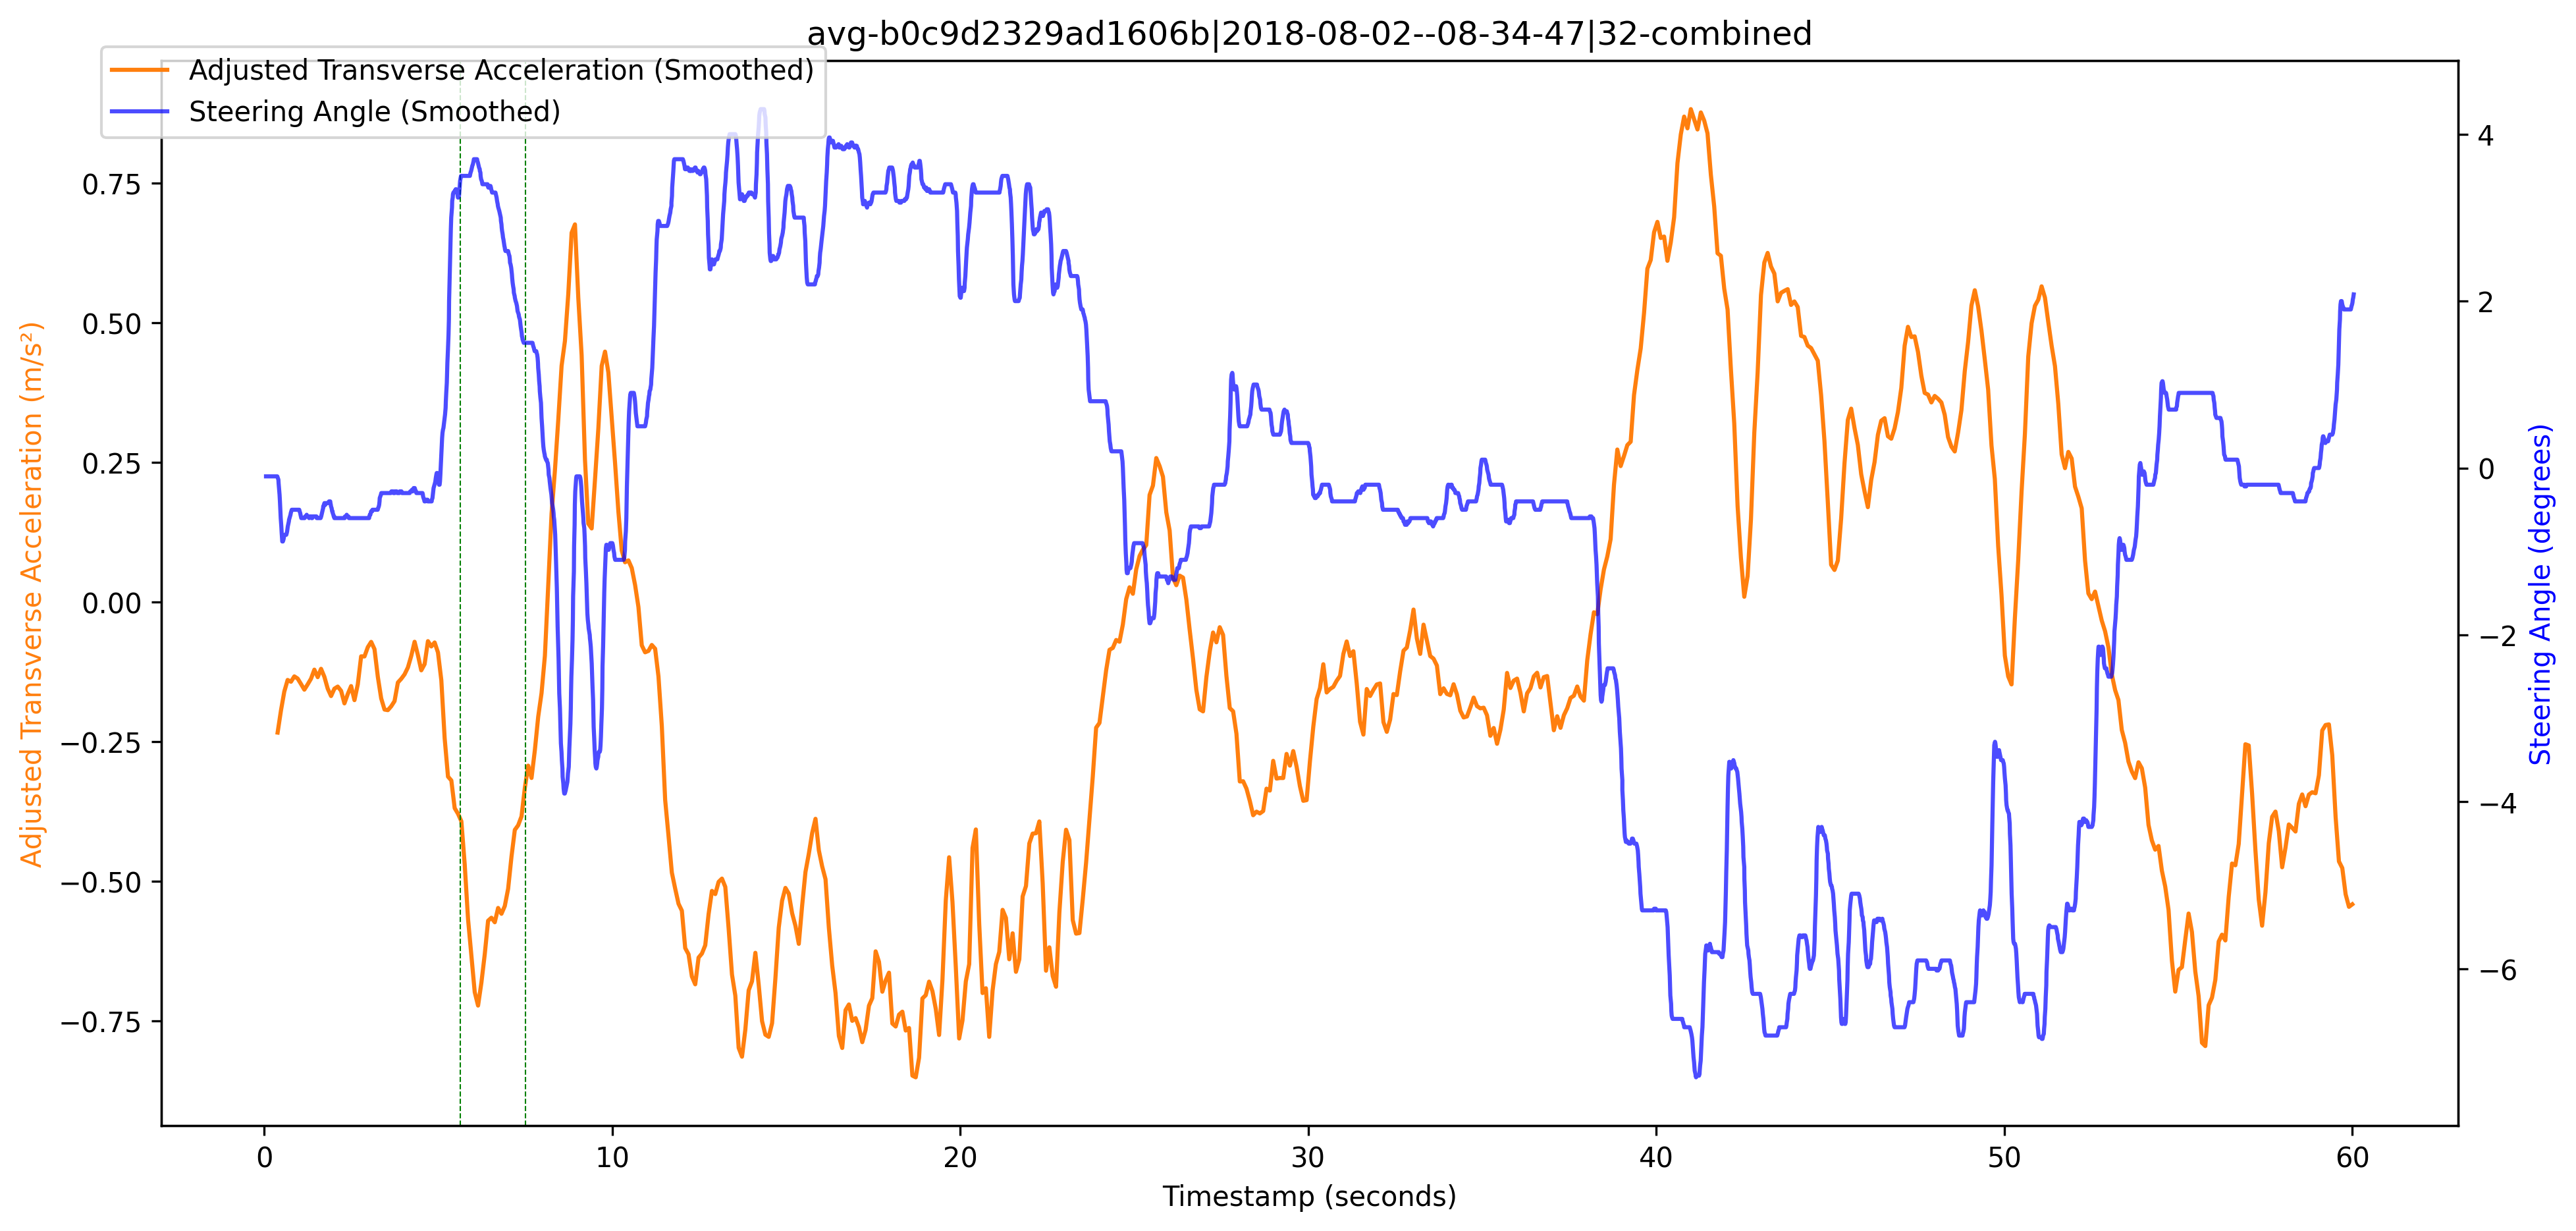 avg-b0c9d2329ad1606b|2018-08-02--08-34-47|32-combined
Adjusted Transverse Acceleration (Smoothed)
Steering Angle (Smoothed)
Adjusted Transverse Acceleration (m/s²)
0.75
0.50
0.25
0.00
−0.25
−0.50
−0.75
4
2
0
−2
−4
−6
Steering Angle (degrees)
0 10 20 30 40 50 60
Timestamp (seconds)